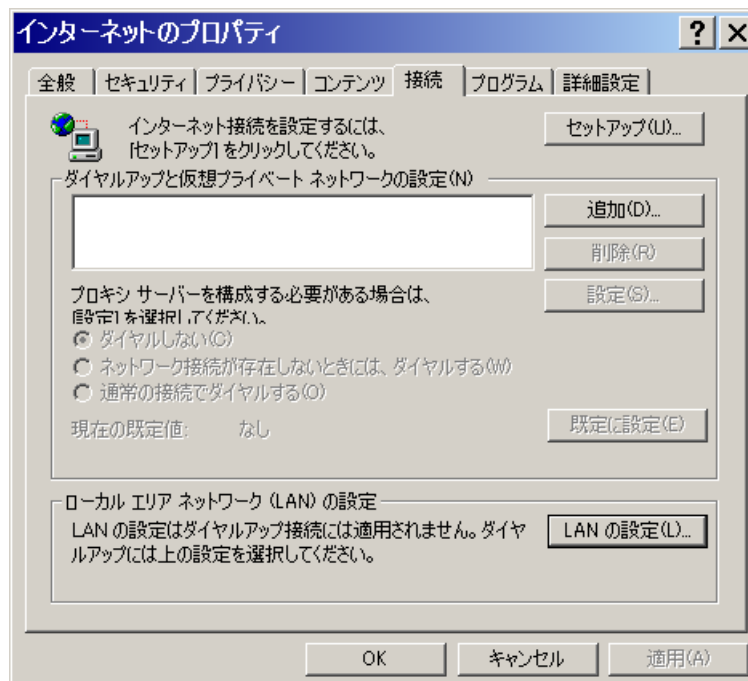 インターネットのプロパティ
全般 セキュリティ プライバシー コンテンツ 接続 プログラム 詳細設定
インターネット接続を設定するには、
[セットアップ] をクリックしてください。
セットアップ(U)...
ダイヤルアップと仮想プライベート ネットワークの設定(N)
追加(D)...
削除(R)
プロキシ サーバーを構成する必要がある場合は、
[設定] を選択してください。
設定(S)...
ダイヤルしない(C)
ネットワーク接続が存在しないときには、ダイヤルする(W)
通常の接続でダイヤルする(O)
現在の既定値: なし
既定に設定(E)
ローカル エリア ネットワーク (LAN) の設定
LAN の設定はダイヤルアップ接続には適用されません。ダイヤ
ルアップには上の設定を選択してください。
LAN の設定(L)...
OK キャンセル 適用(A)